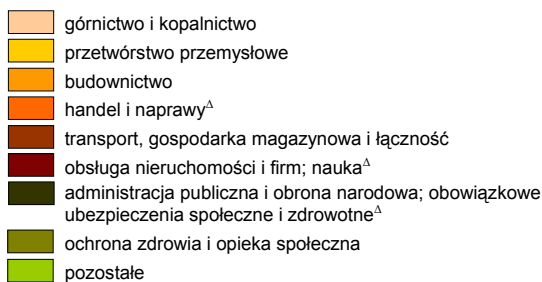 górnictwo i kopalnictwo
przetwórstwo przemysłowe
budownictwo
handel i naprawy^Δ
transport, gospodarka magazynowa i łączność
obsługa nieruchomości i firm; nauka^Δ
administracja publiczna i obrona narodowa; obowiązkowe
ubezpieczenia społeczne i zdrowotne^Δ
ochrona zdrowia i opieka społeczna
pozostałe